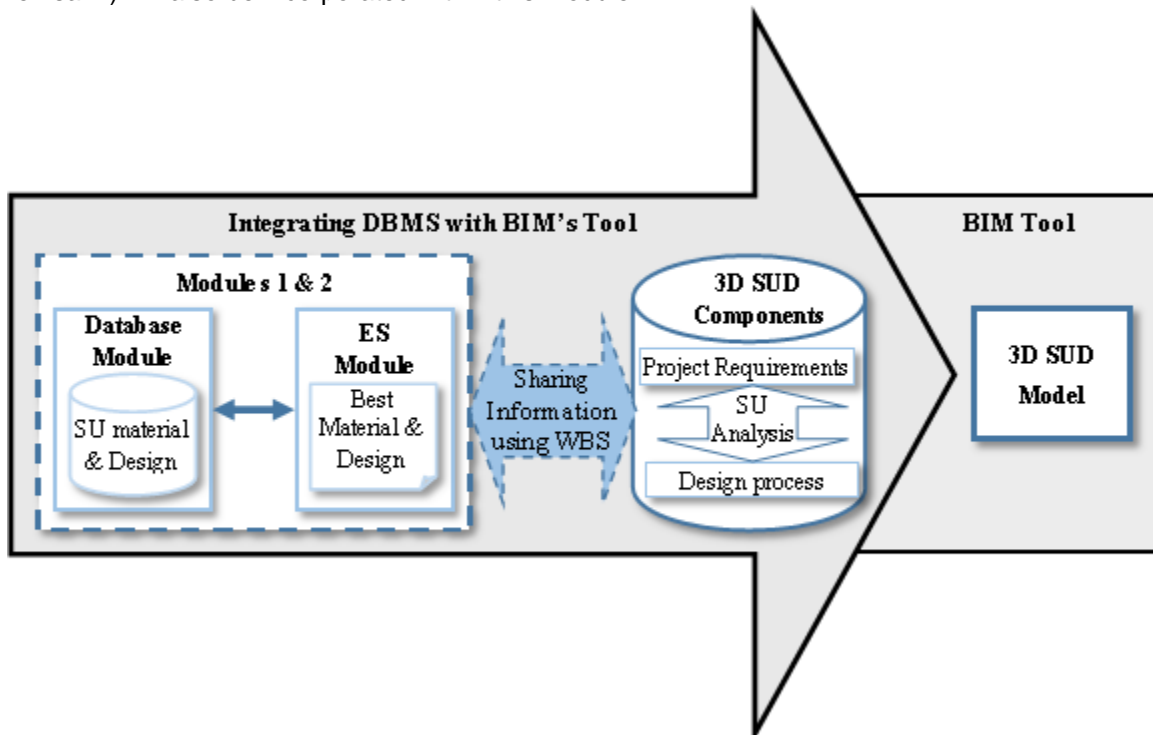 Integrating DBMS with BIM's Tool
BIM Tool
Modules 1 & 2
Database
Module
SU material
& Design
ES
Module
Best
Material &
Design
Sharing
Information
using WBS
3D SUD
Components
Project Requirements
SU
Analysis
Design process
3D SUD
Model